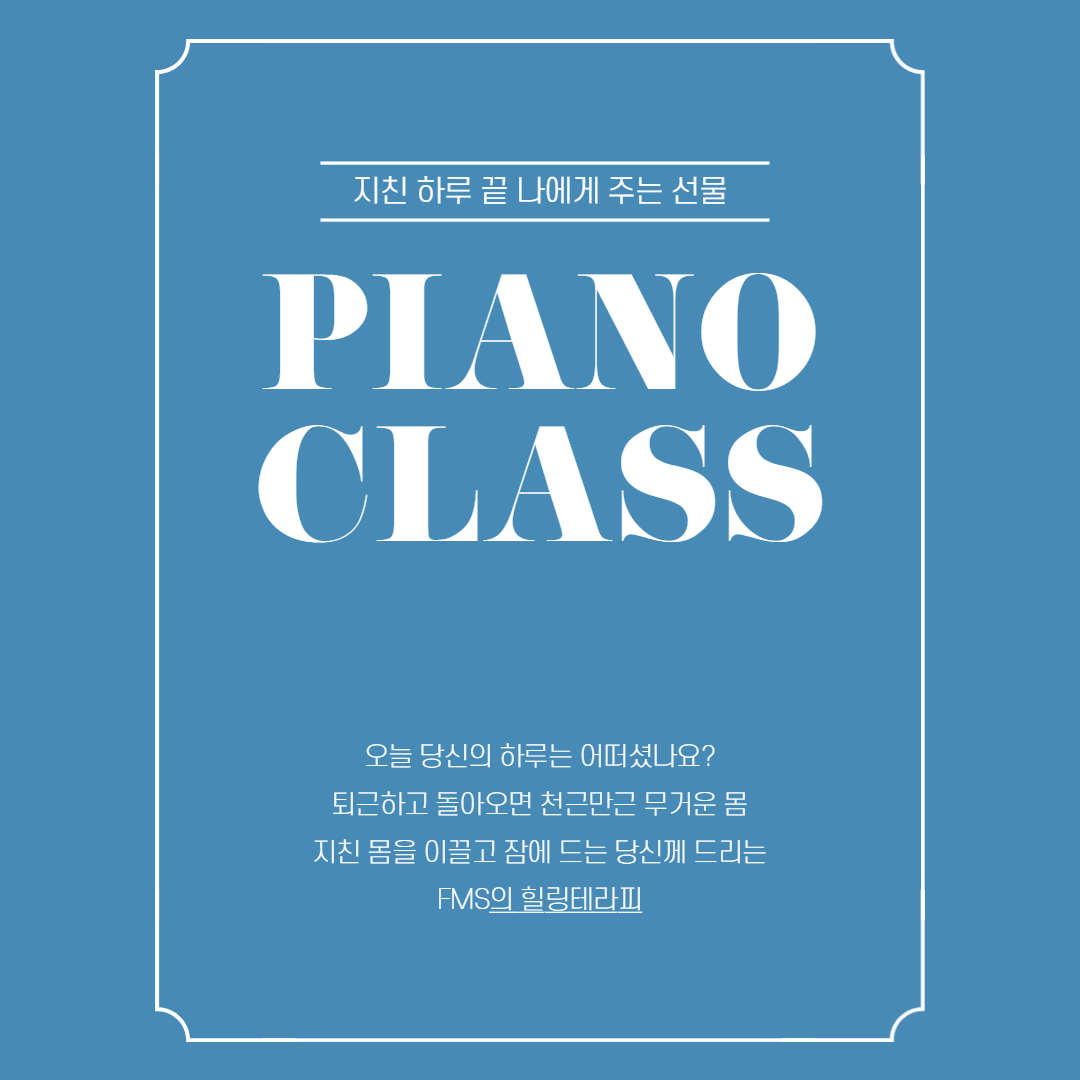 지친 하루 끝 나에게 주는 선물
PIANO
CLASS
오늘 당신의 하루는 어떠셨나요?
퇴근하고 돌아오면 천근만근 무거운 몸
지친 몸을 이끌고 잠에 드는 당신께 드리는
FMS의 힐링테라피